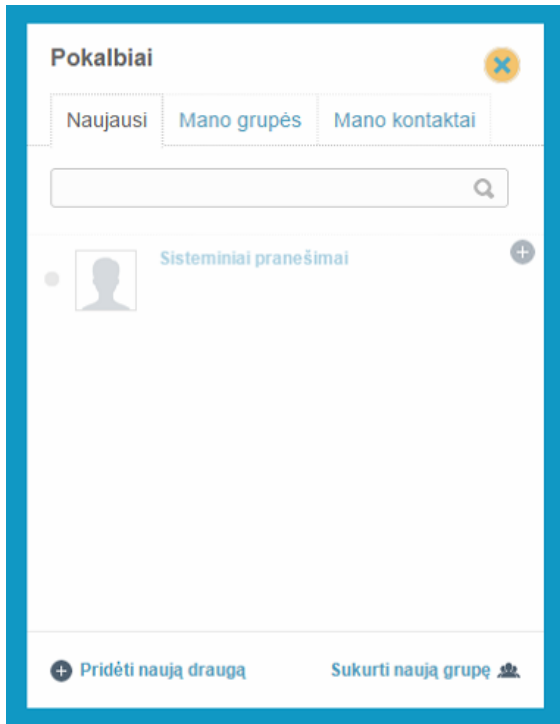 Pokalbiai
Naujausi Mano grupės Mano kontaktai
Sisteminiai pranešimai
Pridėti naują draugą Sukurti naują grupę